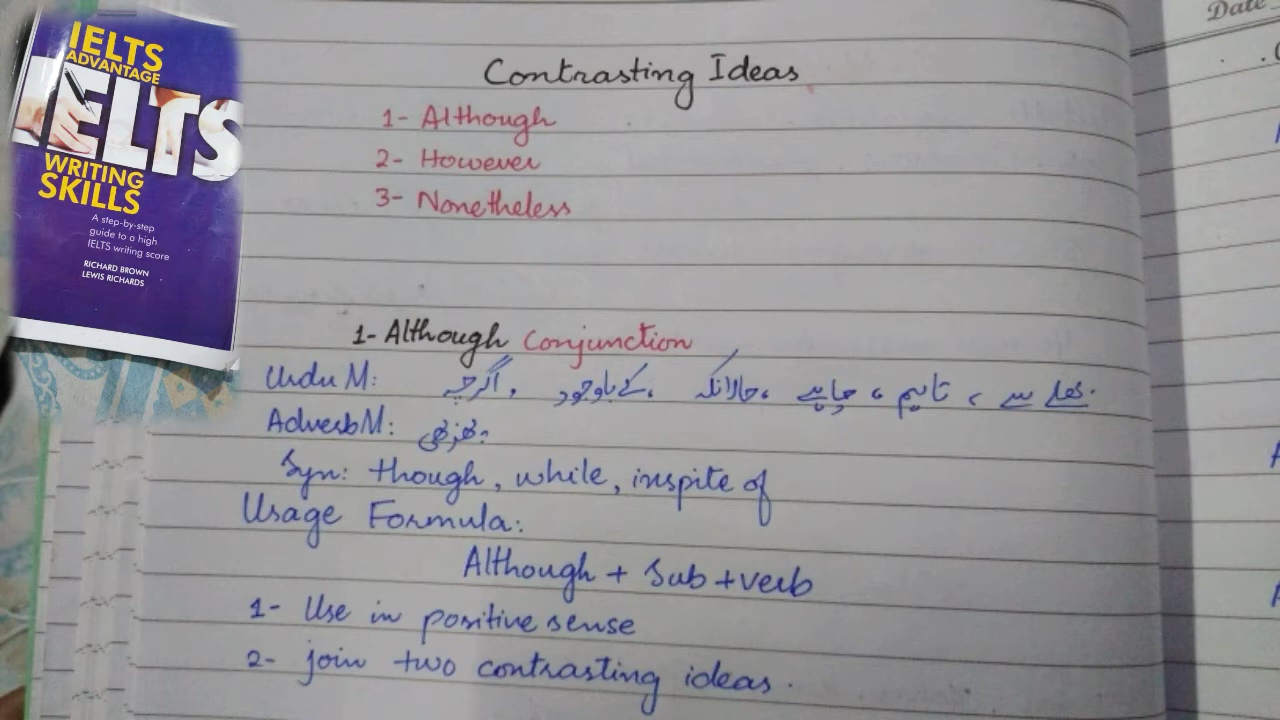 IELTS
ADVANTAGE
IELTS
WRITING
SKILLS
A step-by-step
guide to a high
IELTS writing score
RICHARD BROWN
LEWIS RICHARDS
Date
Contrasting Ideas
1- Although
2- However
3- Nonetheless
1- Although Conjunction
Urdu M: اگرچہ، کے باوجود، حالانکہ، چاہے، تاہم، بھلے سے
Adverb M:
Syn: though, while, inspite of
Usage Formula:
Although + Sub + verb
1- Use in positive sense
2- join two contrasting ideas.